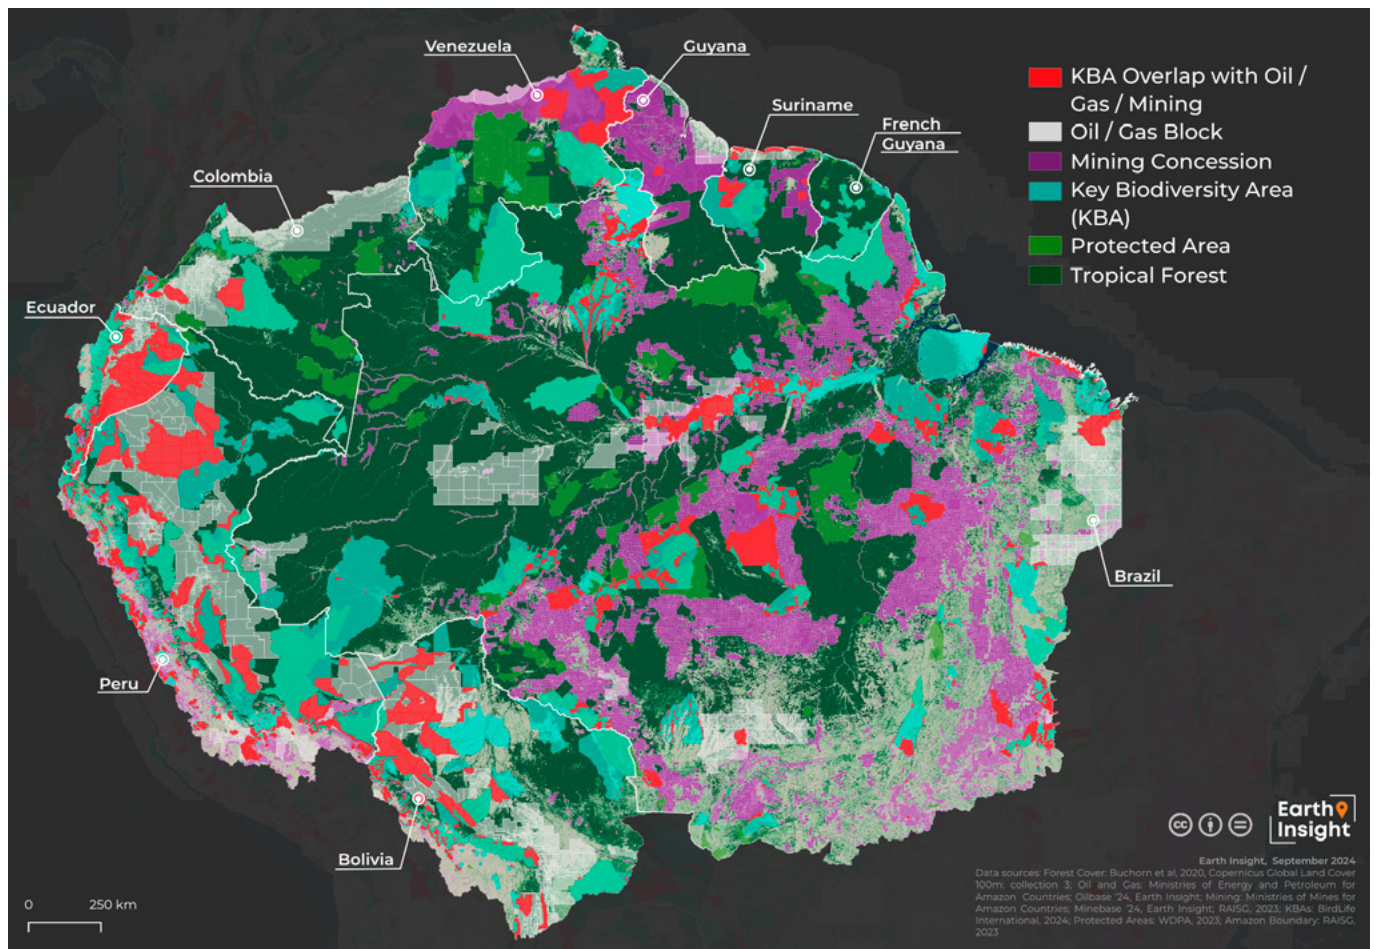 Venezuela
Guyana
Suriname
French
Guyana
Colombia
Ecuador
Peru
Bolivia
Brazil
KBA Overlap with Oil /
Gas / Mining
Oil / Gas Block
Mining Concession
Key Biodiversity Area
(KBA)
Protected Area
Tropical Forest
0 250 km
cc
Earth
Insight
Earth Insight, September 2024
Data sources: Forest Cover: Buchorn et al, 2020, Copernicus Global Land Cover
100m: collection 3; Oil and Gas: Ministries of Energy and Petroleum for
Amazon Countries; Oilbase '24, Earth Insight; Mining: Ministries of Mines for
Amazon Countries; Minebase '24, Earth Insight; RAISG, 2023; KBAs: BirdLife
International, 2024; Protected Areas: WDPA, 2023; Amazon Boundary: RAISG,
2023